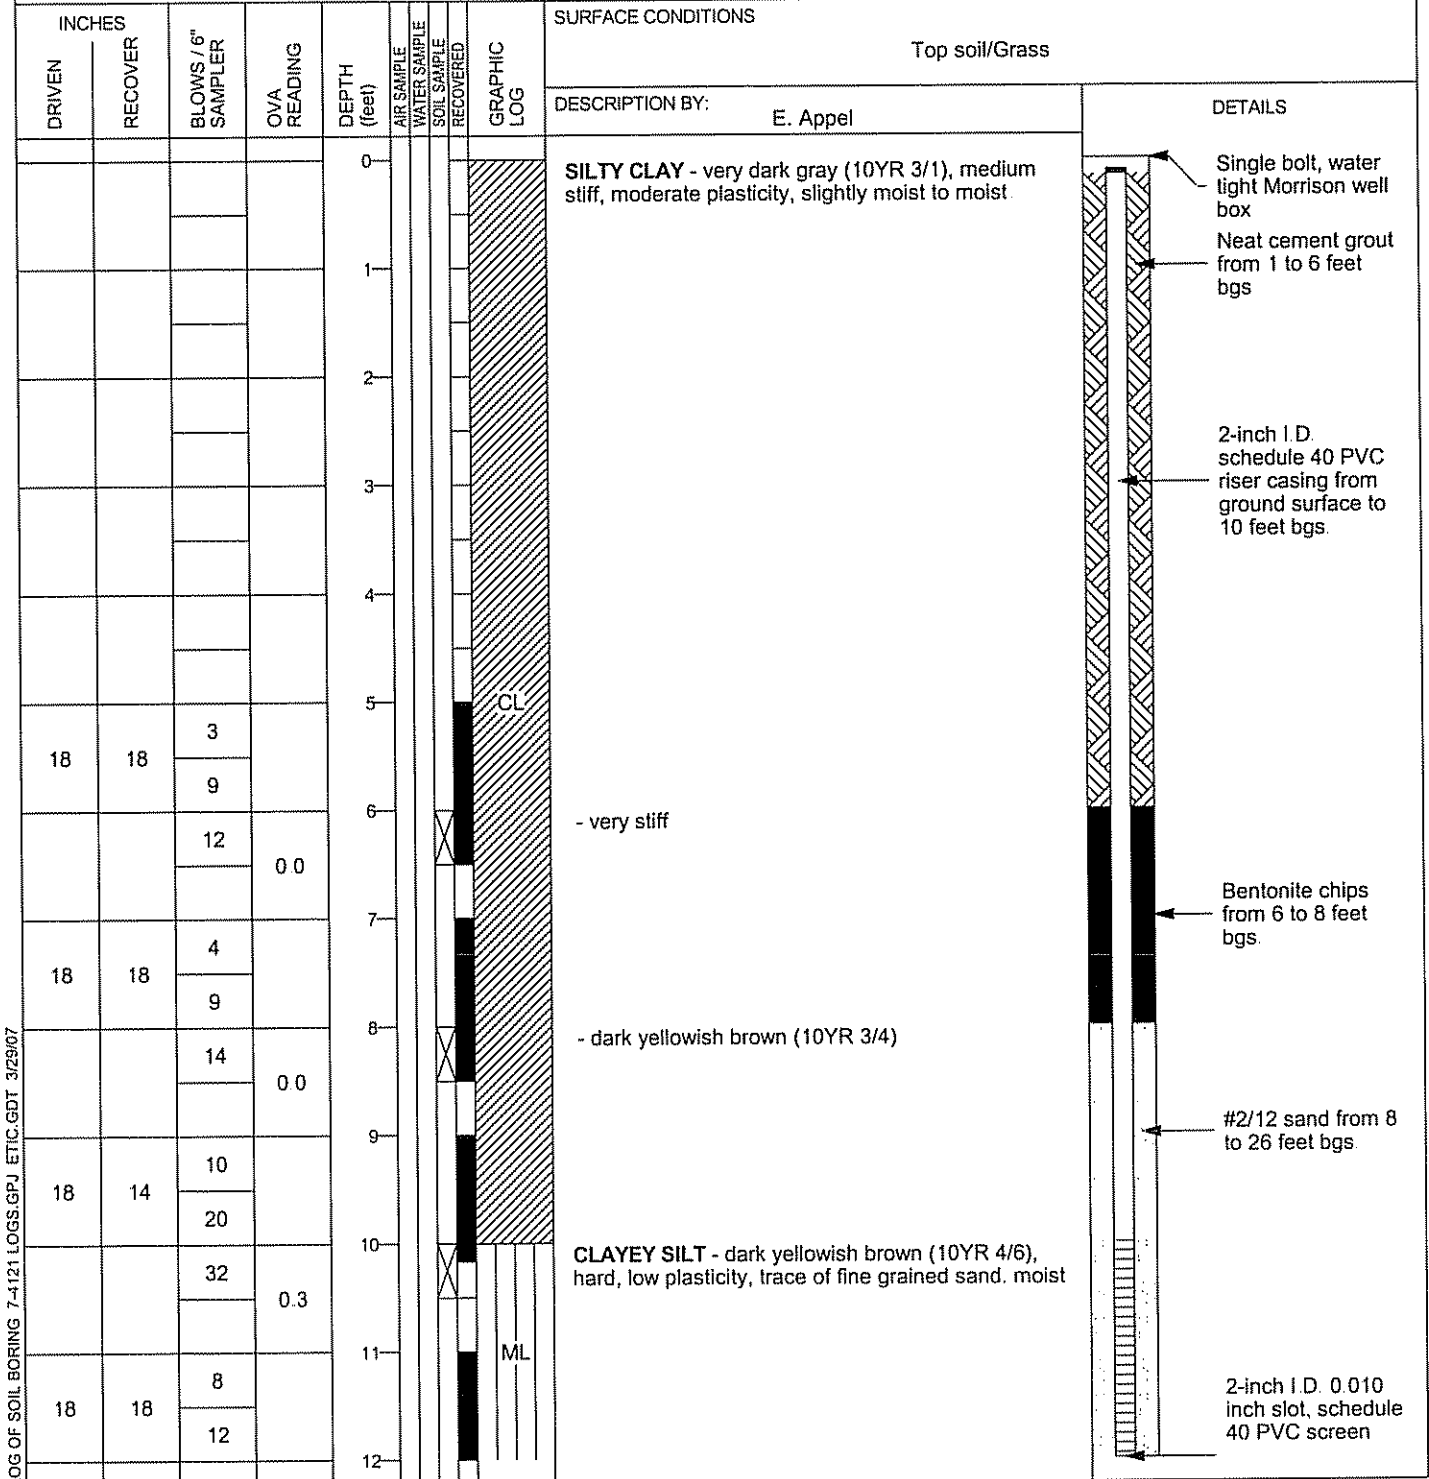 INCHES
DRIVEN
RECOVER
BLOWS / 6"
SAMPLER
OVA
READING
DEPTH
(feet)
AIR SAMPLE
WATER SAMPLE
SOIL SAMPLE
RECOVERED
GRAPHIC
LOG
SURFACE CONDITIONS
Top soil/Grass
DESCRIPTION BY:
E. Appel
DETAILS
0
SILTY CLAY - very dark gray (10YR 3/1), medium
stiff, moderate plasticity, slightly moist to moist.
Single bolt, water
tight Morrison well
box
Neat cement grout
from 1 to 6 feet
bgs
1
2
2-inch I.D.
schedule 40 PVC
riser casing from
ground surface to
10 feet bgs.
3
4
5
CL
18 18 3
9
6
- very stiff
12
0.0
Bentonite chips
from 6 to 8 feet
bgs.
7
18 18 4
9
8
- dark yellowish brown (10YR 3/4)
14
0.0
#2/12 sand from 8
to 26 feet bgs.
9
18 14 10
20
10
CLAYEY SILT - dark yellowish brown (10YR 4/6),
hard, low plasticity, trace of fine grained sand. moist
32
0.3
11
ML
18 18 8
12
2-inch I.D. 0.010
inch slot, schedule
40 PVC screen
12
OG OF SOIL BORING 7-4121 LOGS.GPJ ETIC.GDT 3/29/07